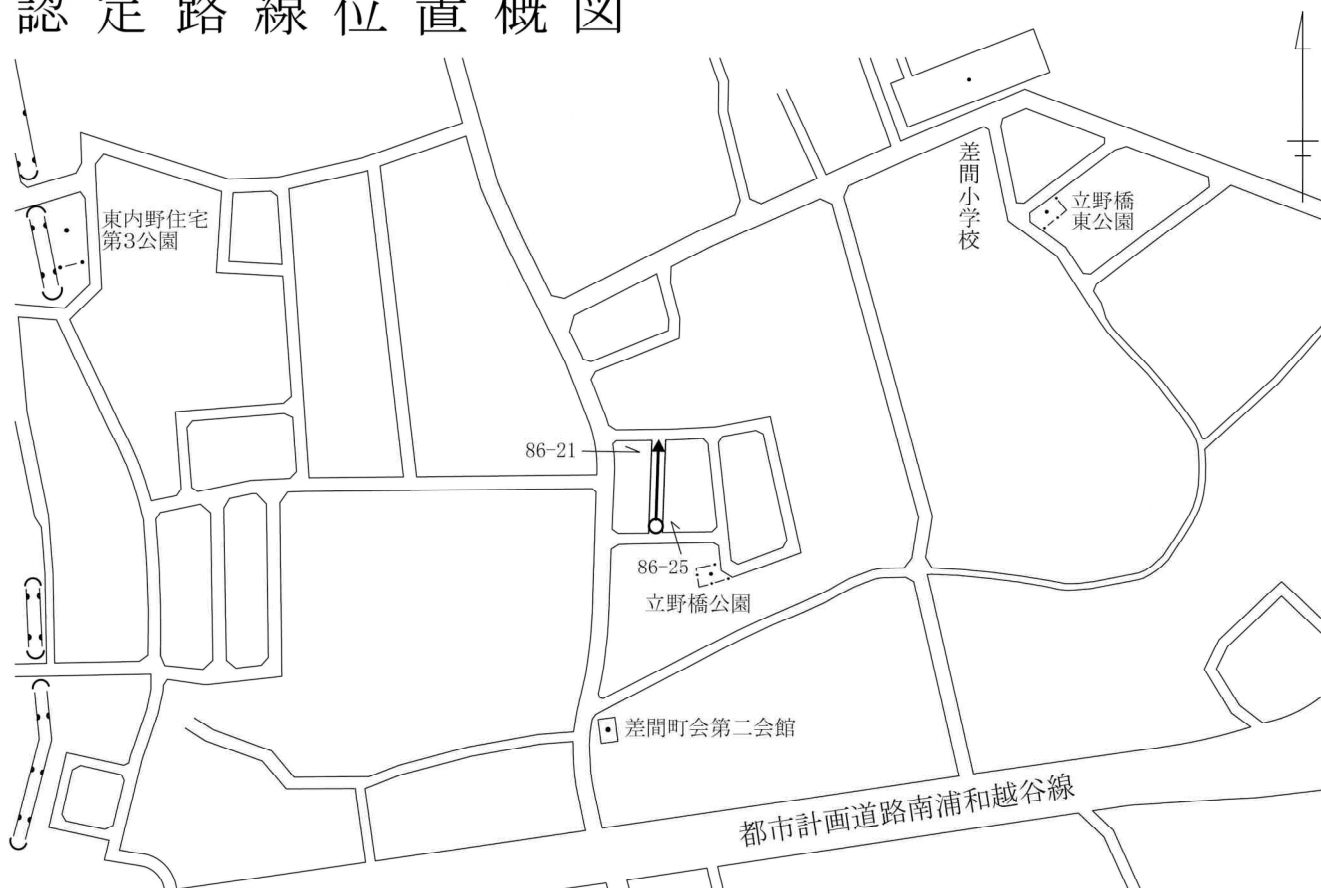 認定路線位置概図
差間小学校
立野橋
東公園
東内野住宅
第3公園
86-21
86-25
立野橋公園
差間町会第二会館
都市計画道路南浦和越谷線